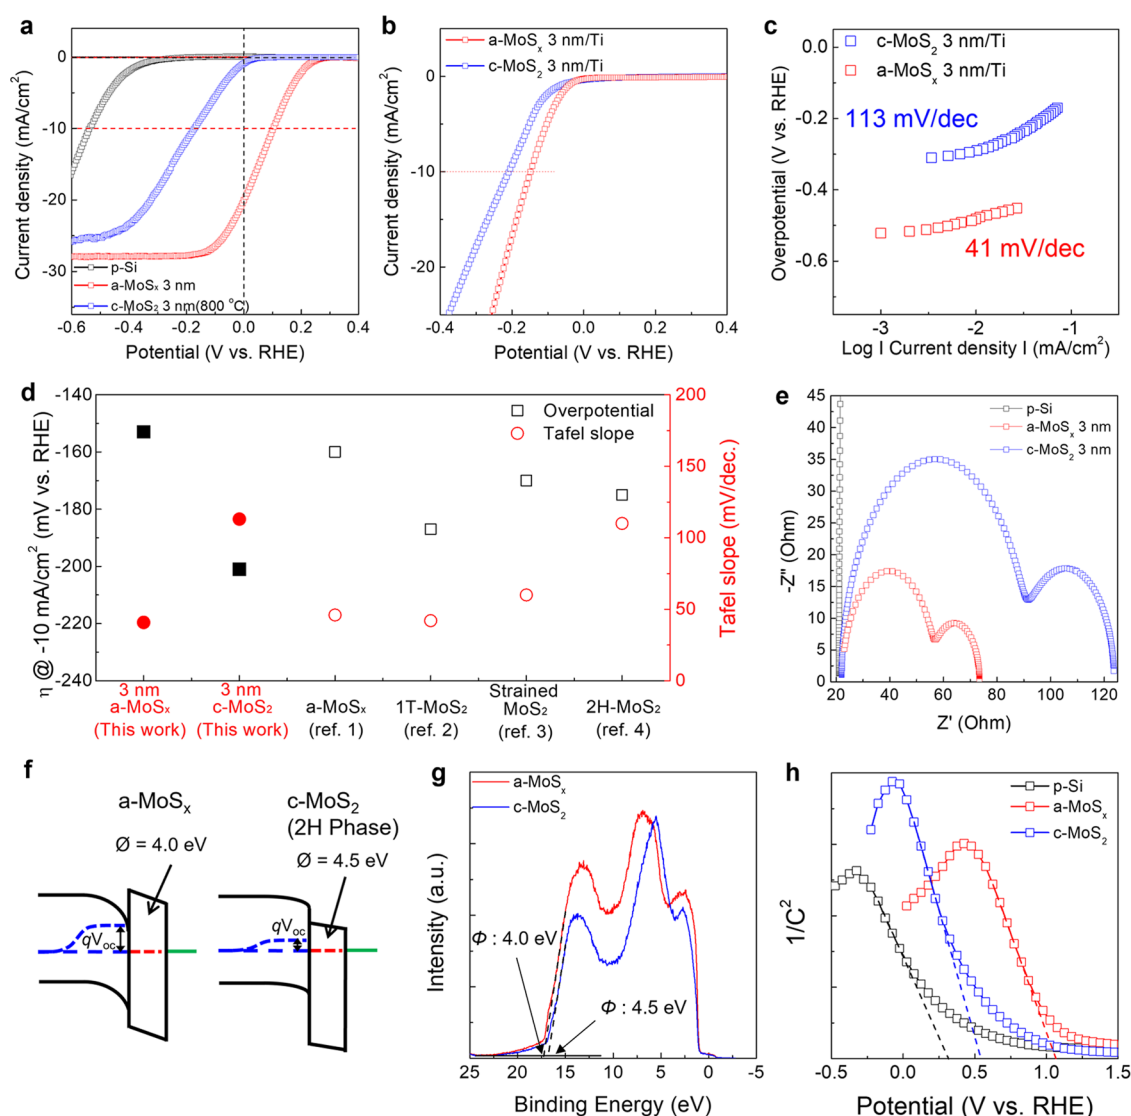 a
0
-10
-20
-30
-0.6
-0.4
-0.2
0.0
0.2
0.4
Current density (mA/cm²)
Potential (V vs. RHE)
p-Si
a-MoSₓ 3 nm
c-MoS₂ 3 nm(800 °C)
b
a-MoSₓ 3 nm/Ti
c-MoS₂ 3 nm/Ti
0
-10
-20
-0.4
-0.2
0.0
0.2
0.4
Current density (mA/cm²)
Potential (V vs. RHE)
c
c-MoS₂ 3 nm/Ti
a-MoSₓ 3 nm/Ti
113 mV/dec
41 mV/dec
0.0
-0.2
-0.4
-0.6
-3
-2
-1
Overpotential (V vs. RHE)
Log I Current density I (mA/cm²)
d
-140
-160
-180
-200
-220
-240
200
150
100
50
0
η @ -10 mA/cm² (mV vs. RHE)
Tafel slope (mV/dec.)
Overpotential
Tafel slope
3 nm
a-MoSₓ
(This work)
3 nm
c-MoS₂
(This work)
a-MoSₓ
(ref. 1)
1T-MoS₂
(ref. 2)
Strained
MoS₂
(ref. 3)
2H-MoS₂
(ref. 4)
e
45
40
35
30
25
20
15
10
5
0
20
40
60
80
100
120
-Z" (Ohm)
Z' (Ohm)
p-Si
a-MoSₓ 3 nm
c-MoS₂ 3 nm
f
a-MoSₓ
Ø = 4.0 eV
qVoc
c-MoS₂
(2H Phase)
Ø = 4.5 eV
qVoc
g
a-MoSₓ
c-MoS₂
Φ : 4.0 eV
Φ : 4.5 eV
25
20
15
10
5
0
-5
Intensity (a.u.)
Binding Energy (eV)
h
p-Si
a-MoSₓ
c-MoS₂
-0.5
0.0
0.5
1.0
1.5
1/C²
Potential (V vs. RHE)